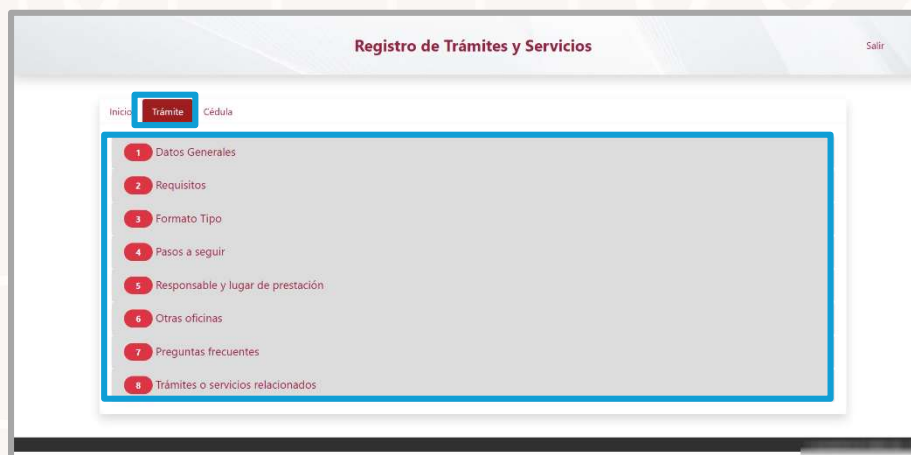 Registro de Trámites y Servicios
Salir
Inicio Trámite Cédula
1 Datos Generales
2 Requisitos
3 Formato Tipo
4 Pasos a seguir
5 Responsable y lugar de prestación
6 Otras oficinas
7 Preguntas frecuentes
8 Trámites o servicios relacionados